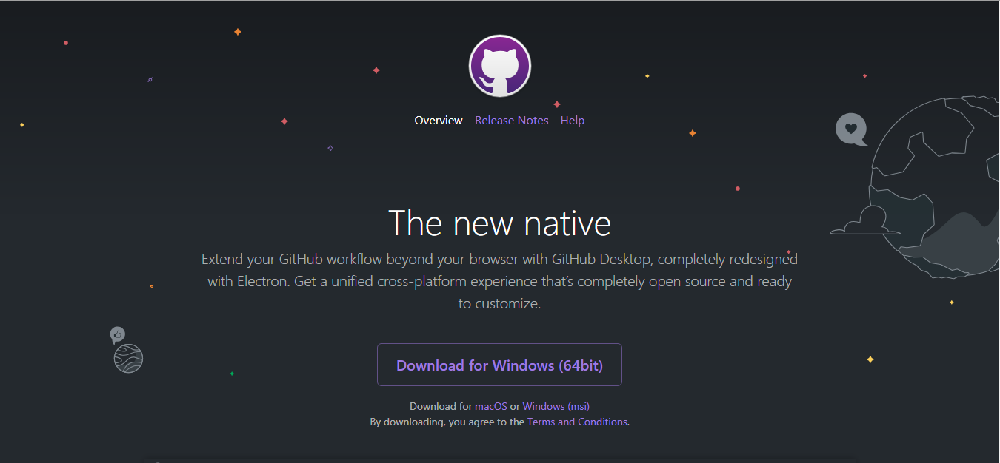 Overview Release Notes Help
The new native
Extend your GitHub workflow beyond your browser with GitHub Desktop, completely redesigned
with Electron. Get a unified cross-platform experience that’s completely open source and ready
to customize.
Download for Windows (64bit)
Download for macOS or Windows (msi)
By downloading, you agree to the Terms and Conditions.